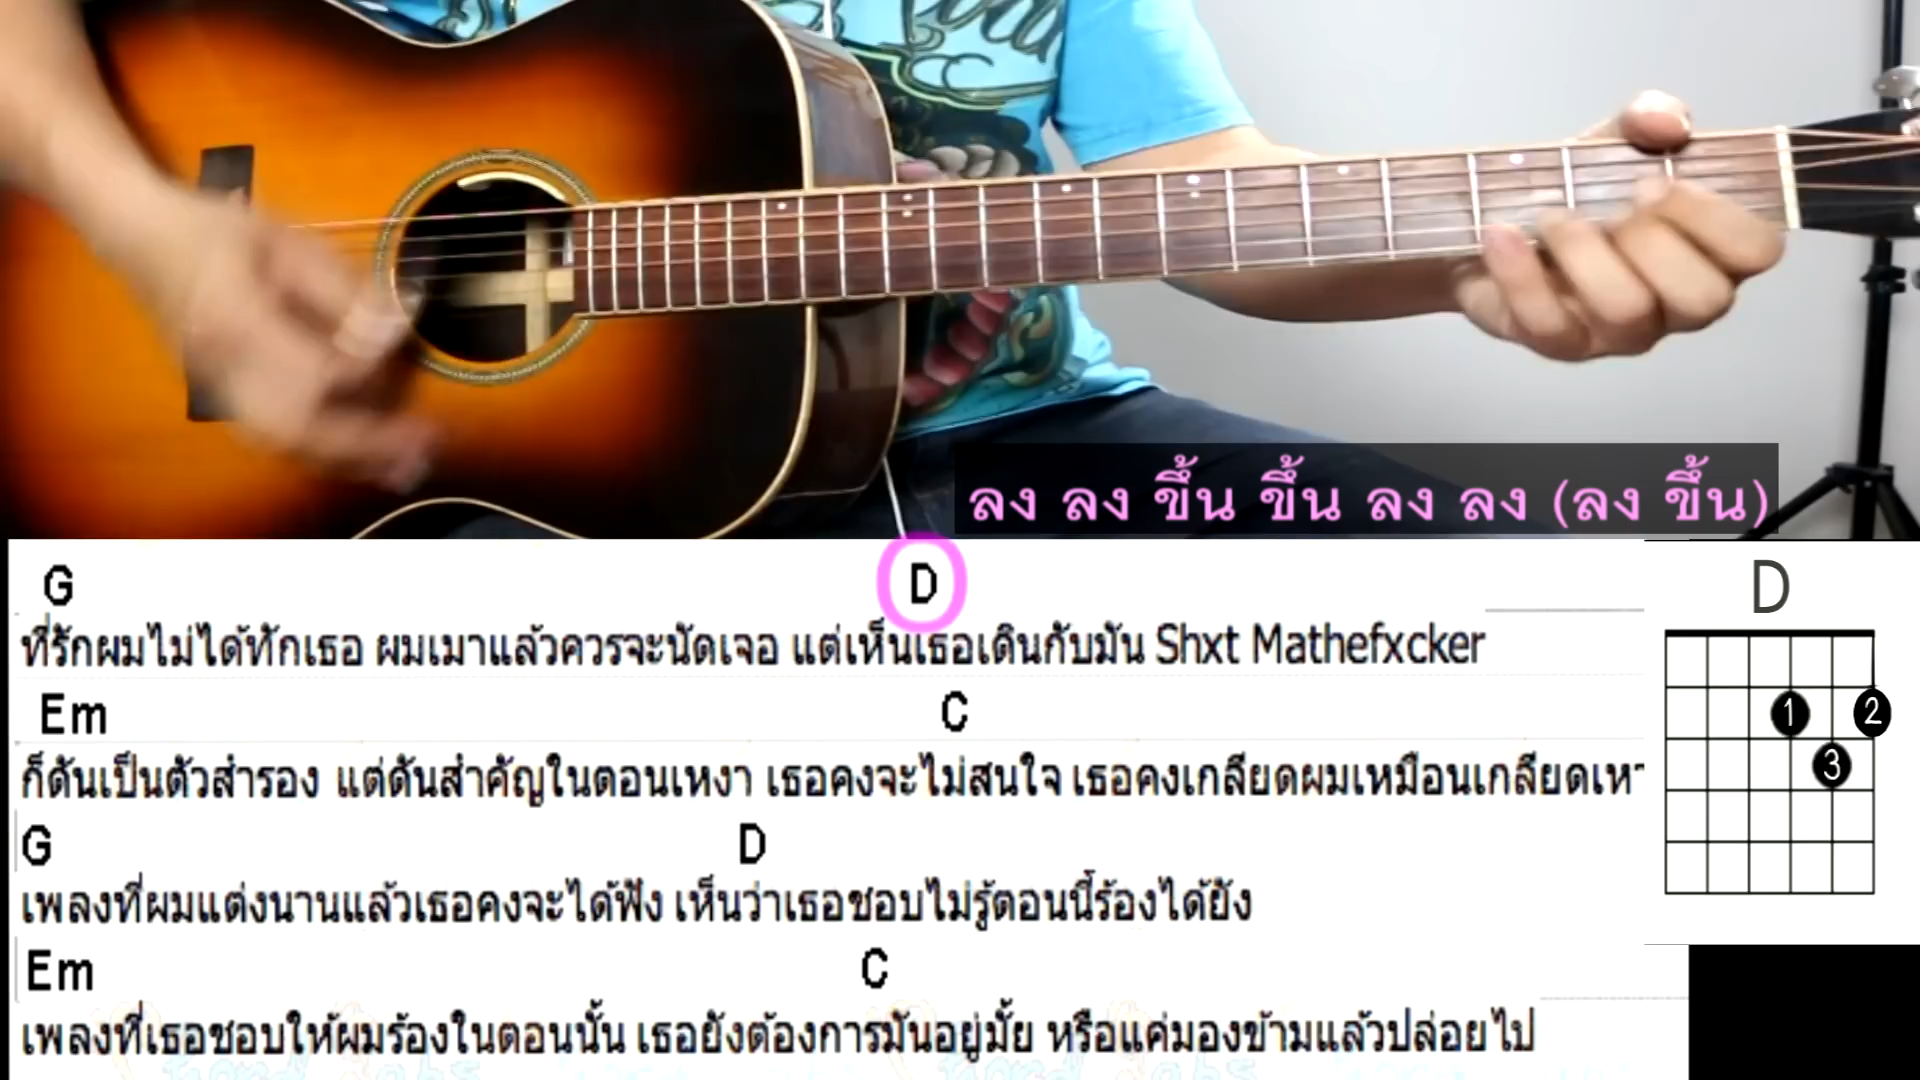 ลง ลง ขึ้น ขึ้น ลง ลง (ลง ขึ้น)
G D
ที่รักผมไม่ได้ทักเธอ ผมเมาแล้วควรจะนัดเจอ แต่เห็นเธอเดินกับมัน Shxt Mathefxcker
Em C
ก็ดันเป็นตัวสำรอง แต่ดันสำคัญในตอนเหงา เธอคงจะไม่สนใจ เธอคงเกลียดผมเหมือนเกลียดเหา
G D
เพลงที่ผมแต่งนานแล้วเธอคงจะได้ฟัง เห็นว่าเธอชอบไม่รู้ตอนนี้ร้องได้ยัง
Em C
เพลงที่เธอชอบให้ผมร้องในตอนนั้น เธอยังต้องการมันอยู่มั้ย หรือแค่มองข้ามแล้วปล่อยไป
D
1 2
3